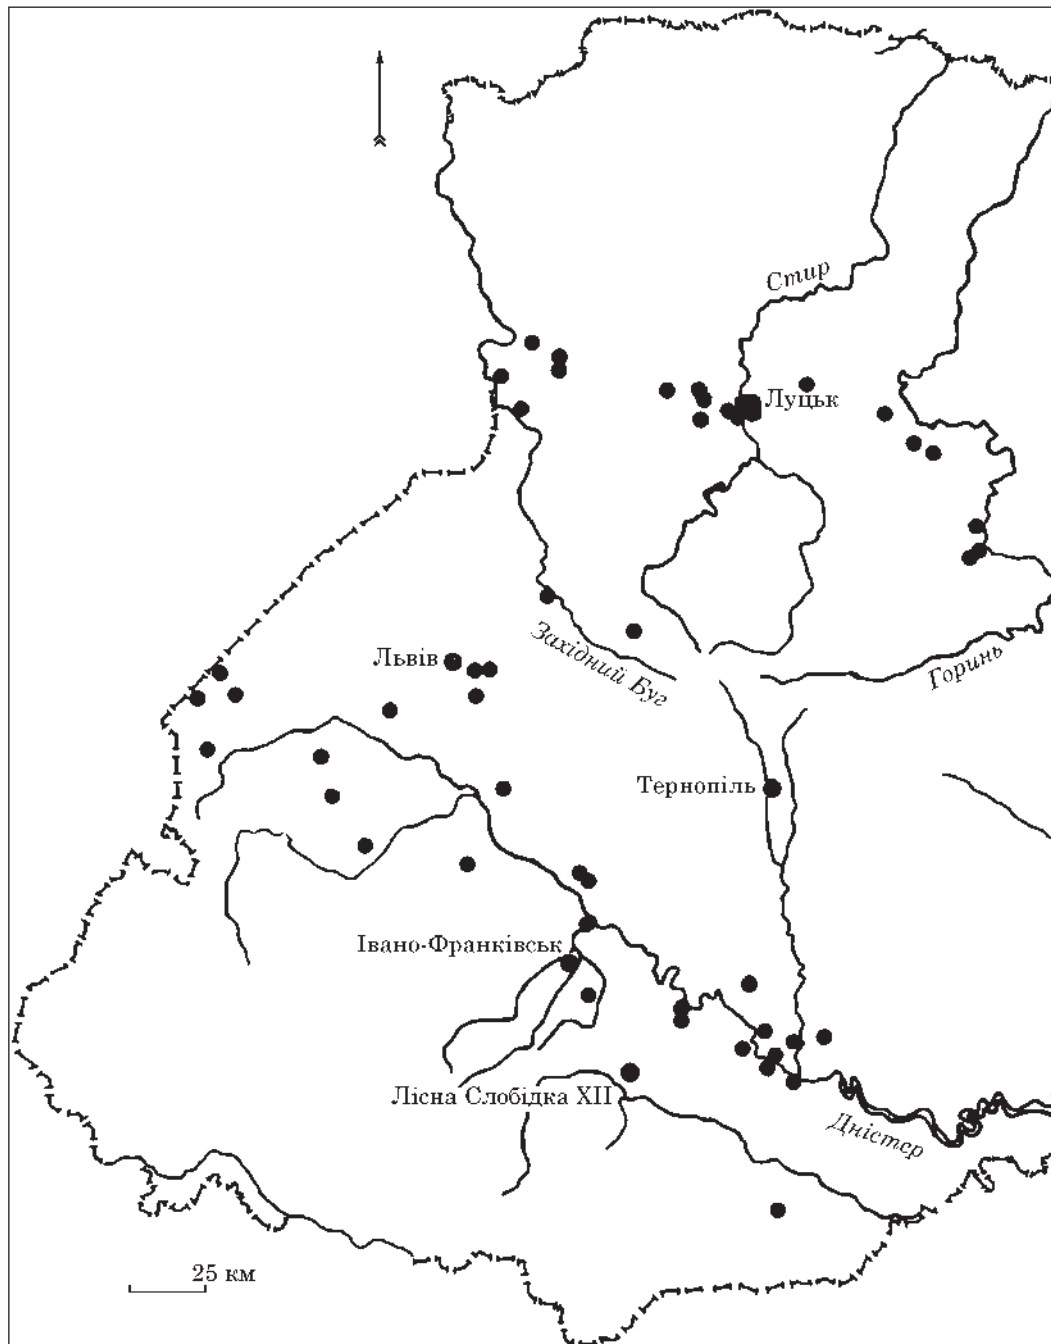 Стир
Луцьк
Західний Буг
Львів
Горинь
Тернопіль
Івано-Франківськ
Лісна Слобідка XII
Дністер
25 км